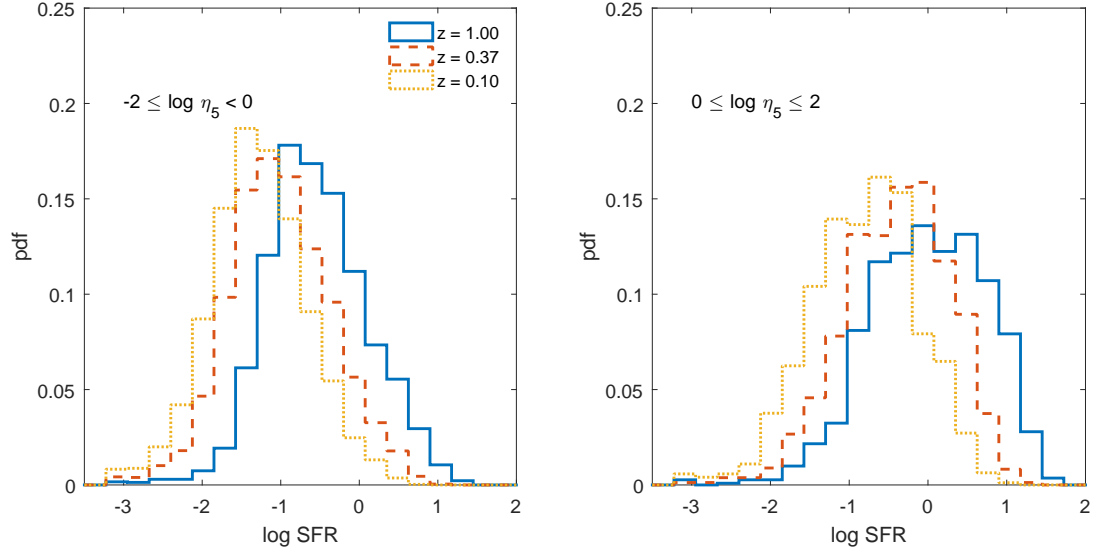 0.25
0.2
0.15
0.1
0.05
0
pdf
-2 ≤ log η5 < 0
z = 1.00
z = 0.37
z = 0.10
-3 -2 -1 0 1 2
log SFR
0.25
0.2
0.15
0.1
0.05
0
pdf
0 ≤ log η5 ≤ 2
-3 -2 -1 0 1 2
log SFR